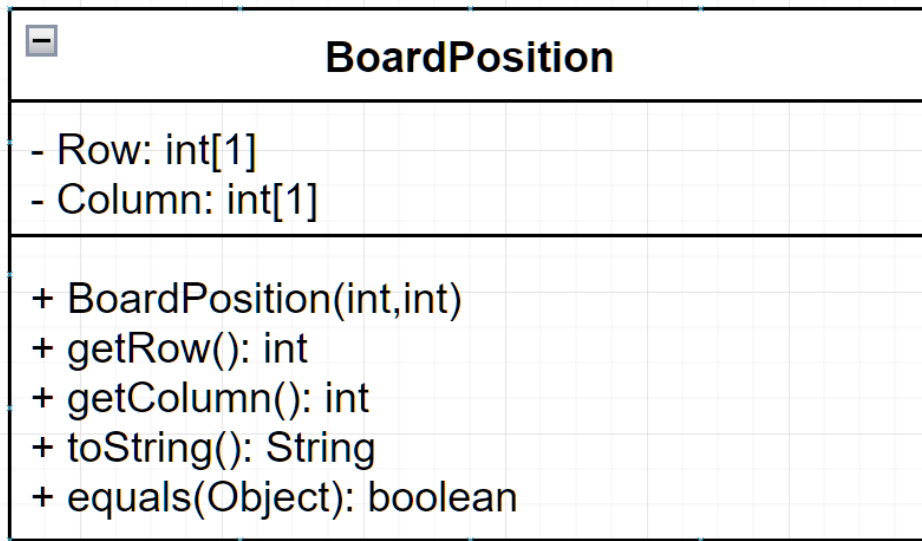 BoardPosition
- Row: int[1]
- Column: int[1]
+ BoardPosition(int,int)
+ getRow(): int
+ getColumn(): int
+ toString(): String
+ equals(Object): boolean